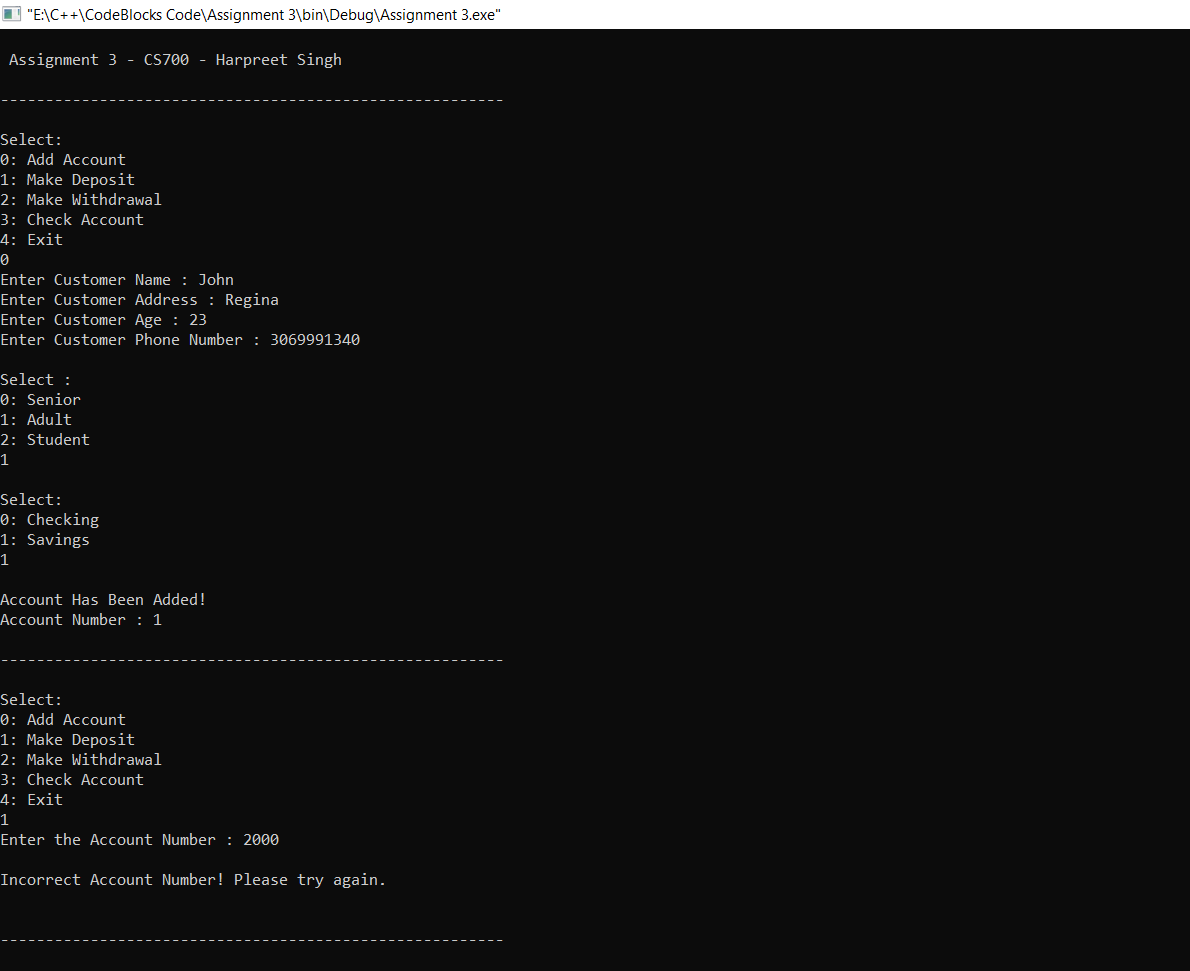 "E:\C++\CodeBlocks Code\Assignment 3\bin\Debug\Assignment 3.exe"
Assignment 3 - CS700 - Harpreet Singh
--------------------------------------------------------
Select:
0: Add Account
1: Make Deposit
2: Make Withdrawal
3: Check Account
4: Exit
0
Enter Customer Name : John
Enter Customer Address : Regina
Enter Customer Age : 23
Enter Customer Phone Number : 3069991340
Select :
0: Senior
1: Adult
2: Student
1
Select:
0: Checking
1: Savings
1
Account Has Been Added!
Account Number : 1
--------------------------------------------------------
Select:
0: Add Account
1: Make Deposit
2: Make Withdrawal
3: Check Account
4: Exit
1
Enter the Account Number : 2000
Incorrect Account Number! Please try again.
--------------------------------------------------------